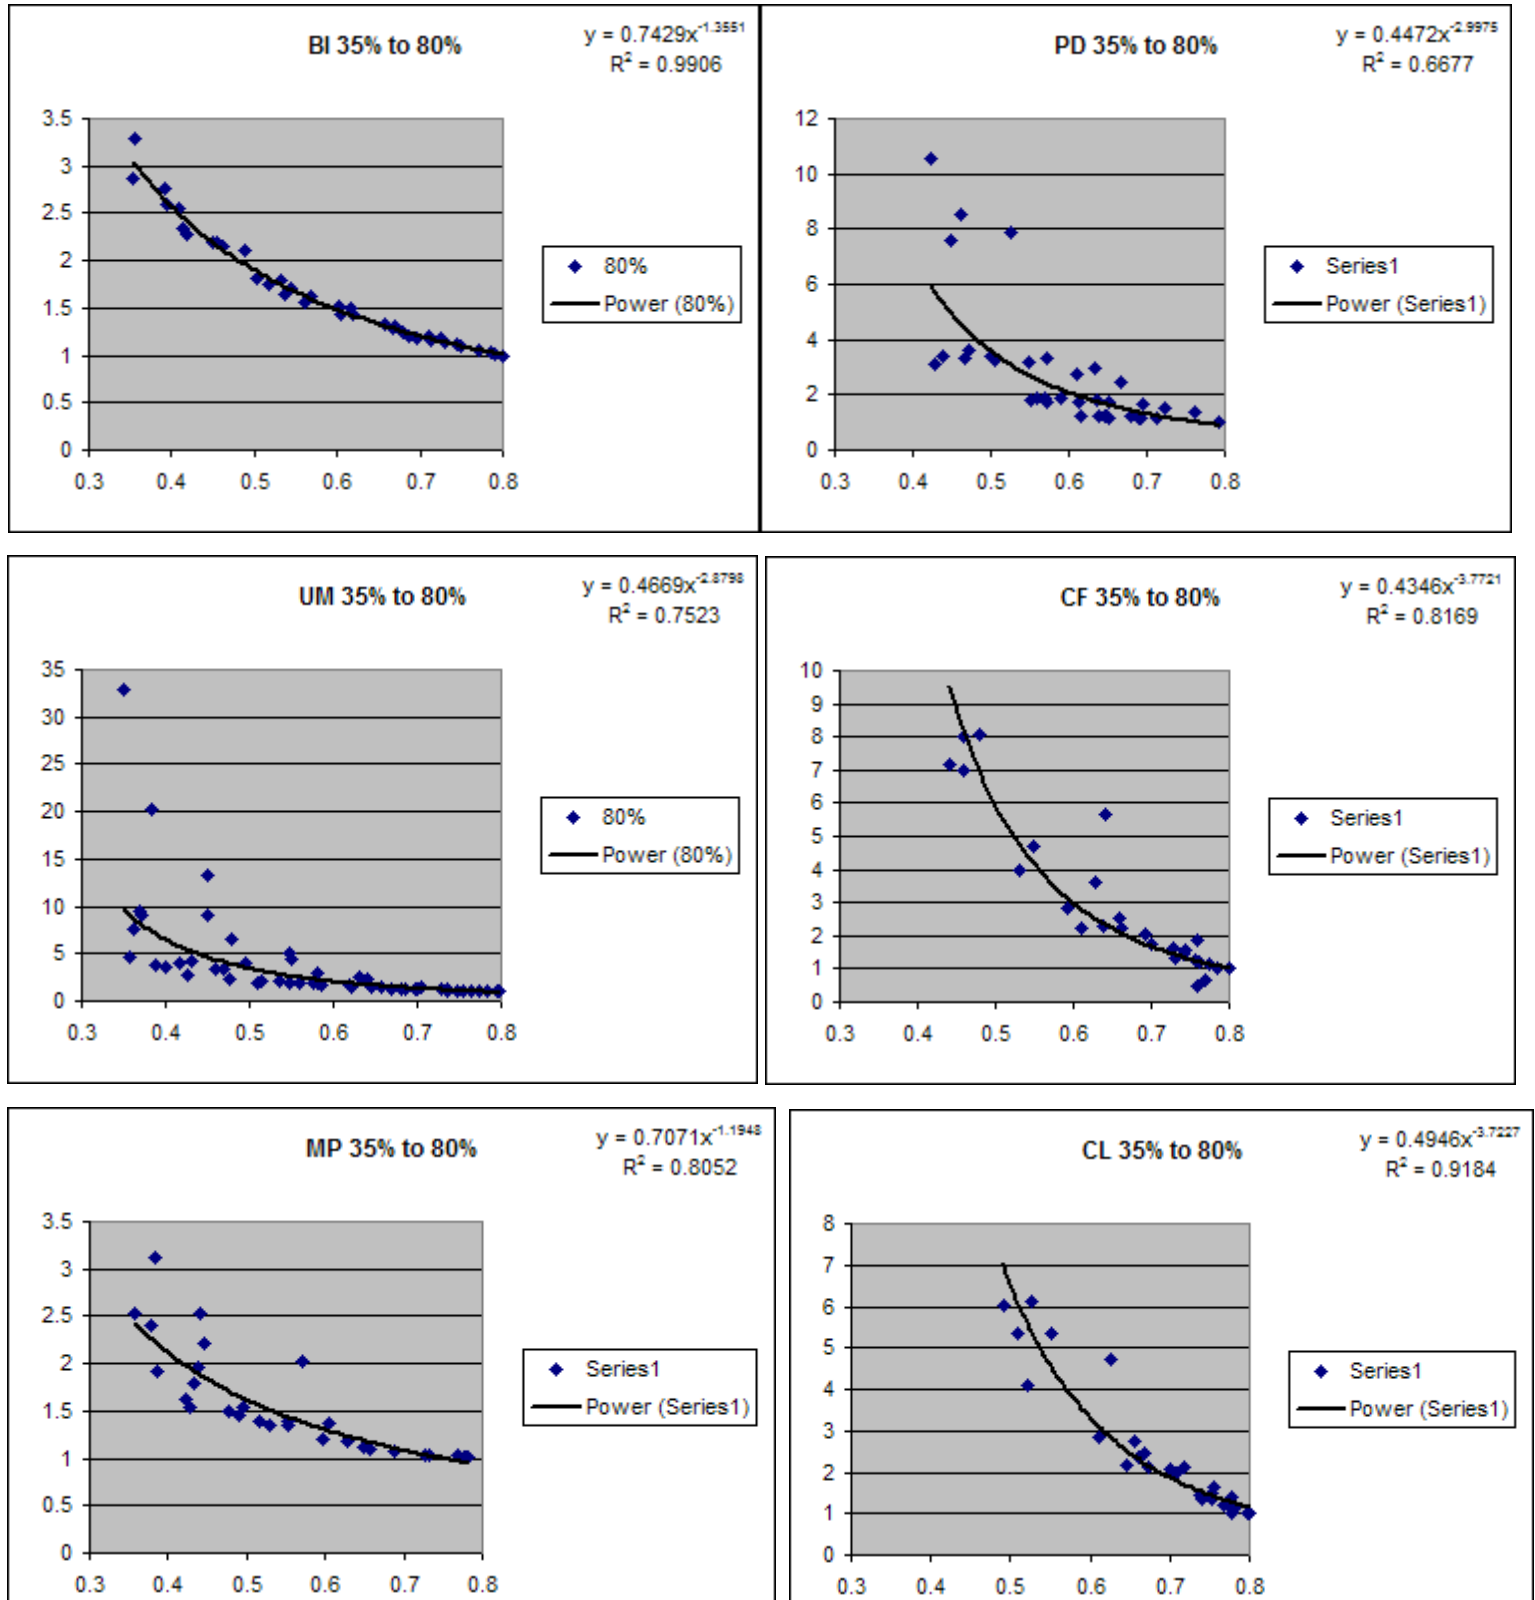 BI 35% to 80%
y = 0.7429x^-1.3551
R² = 0.9906
3.5
3
2.5
2
1.5
1
0.5
0
0.3 0.4 0.5 0.6 0.7 0.8
80%
Power (80%)
PD 35% to 80%
y = 0.4472x^-2.9975
R² = 0.6677
12
10
8
6
4
2
0
0.3 0.4 0.5 0.6 0.7 0.8
Series1
Power (Series1)
UM 35% to 80%
y = 0.4669x^-2.8798
R² = 0.7523
35
30
25
20
15
10
5
0
0.3 0.4 0.5 0.6 0.7 0.8
80%
Power (80%)
CF 35% to 80%
y = 0.4346x^-3.7721
R² = 0.8169
10
9
8
7
6
5
4
3
2
1
0
0.3 0.4 0.5 0.6 0.7 0.8
Series1
Power (Series1)
MP 35% to 80%
y = 0.7071x^-1.1948
R² = 0.8052
3.5
3
2.5
2
1.5
1
0.5
0
0.3 0.4 0.5 0.6 0.7 0.8
Series1
Power (Series1)
CL 35% to 80%
y = 0.4946x^-3.7227
R² = 0.9184
8
7
6
5
4
3
2
1
0
0.3 0.4 0.5 0.6 0.7 0.8
Series1
Power (Series1)